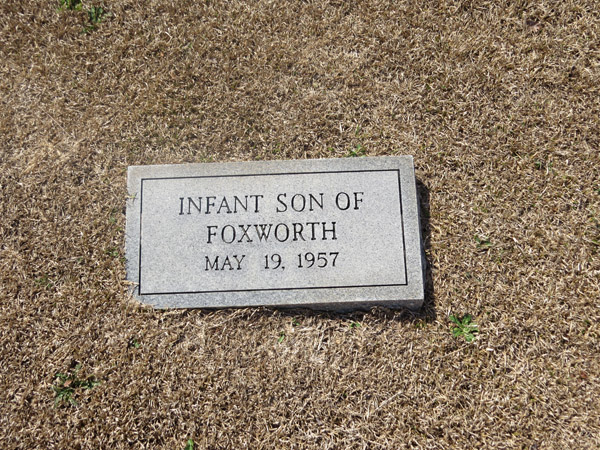 INFANT SON OF
FOXWORTH
MAY 19, 1957